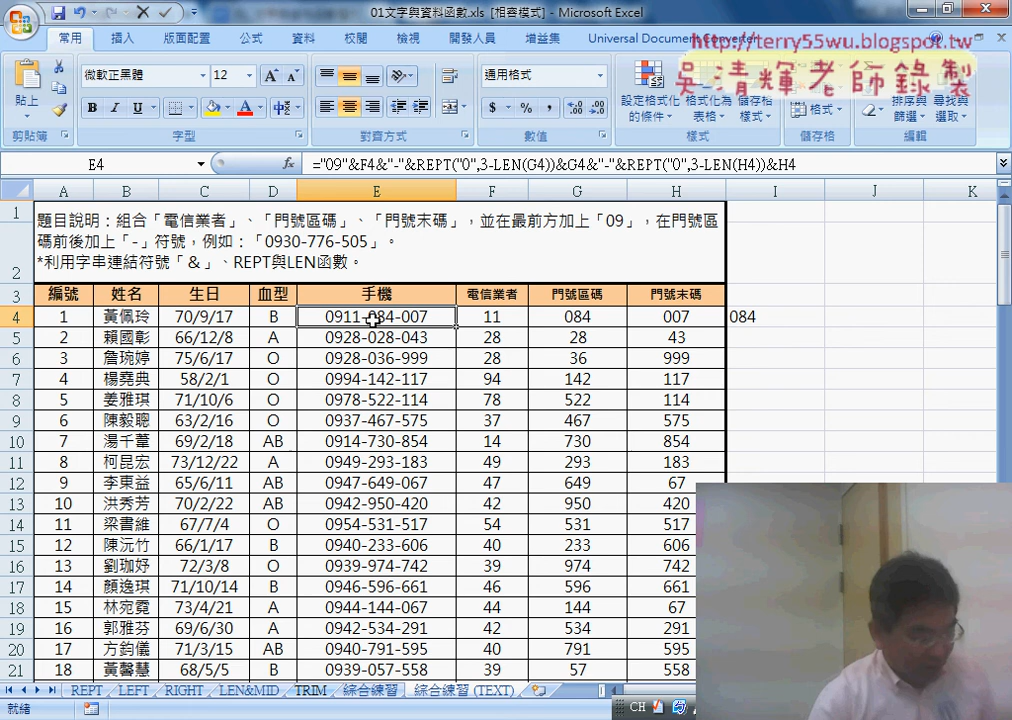 01文字與資料函數.xls [相容模式] - Microsoft Excel
常用 插入 版面配置 公式 資料 校閱 檢視 開發人員 增益集 Universal Document Converter
http://terry55wu.blogspot.tw
吳清輝老師錄製
微軟正黑體 12 通用格式
貼上 設定格式化的條件 格式化為表格 儲存格樣式 格式 排序與篩選 尋找與選取
剪貼簿 字型 對齊方式 數值 樣式 儲存格 編輯
E4 fx ="09"&F4&"-"&REPT("0",3-LEN(G4))&G4&"-"&REPT("0",3-LEN(H4))&H4
A B C D E F G H I J K
1 題目說明：組合「電信業者」、「門號區碼」、「門號末碼」，並在最前方加上「09」，在門號區
碼前後加上「-」符號，例如：「0930-776-505」。
2 *利用字串連結符號「＆」、REPT與LEN函數。
3 編號 姓名 生日 血型 手機 電信業者 門號區碼 門號末碼
4 1 黃佩玲 70/9/17 B 0911-084-007 11 084 007 084
5 2 賴國彰 66/12/8 A 0928-028-043 28 28 43
6 3 詹琬婷 75/6/17 O 0928-036-999 28 36 999
7 4 楊堯典 58/2/1 O 0994-142-117 94 142 117
8 5 姜雅琪 71/10/6 O 0978-522-114 78 522 114
9 6 陳毅聰 63/2/16 O 0937-467-575 37 467 575
10 7 湯千葦 69/2/18 AB 0914-730-854 14 730 854
11 8 柯昆宏 73/12/22 A 0949-293-183 49 293 183
12 9 李東益 65/6/11 AB 0947-649-067 47 649 67
13 10 洪秀芳 70/2/22 AB 0942-950-420 42 950 420
14 11 梁書維 67/7/4 O 0954-531-517 54 531 517
15 12 陳沅竹 66/1/17 B 0940-233-606 40 233 606
16 13 劉珈妤 72/3/8 O 0939-974-742 39 974 742
17 14 顏逸琪 71/10/14 B 0946-596-661 46 596 661
18 15 林宛霓 73/4/21 A 0944-144-067 44 144 67
19 16 郭雅芬 69/6/30 A 0942-534-291 42 534 291
20 17 方鈞儀 71/3/15 AB 0940-791-595 40 791 595
21 18 黃馨慧 68/5/5 B 0939-057-558 39 57 558
REPT LEFT RIGHT LEN&MID TRIM 綜合練習 綜合練習 (TEXT)
就緒 CH